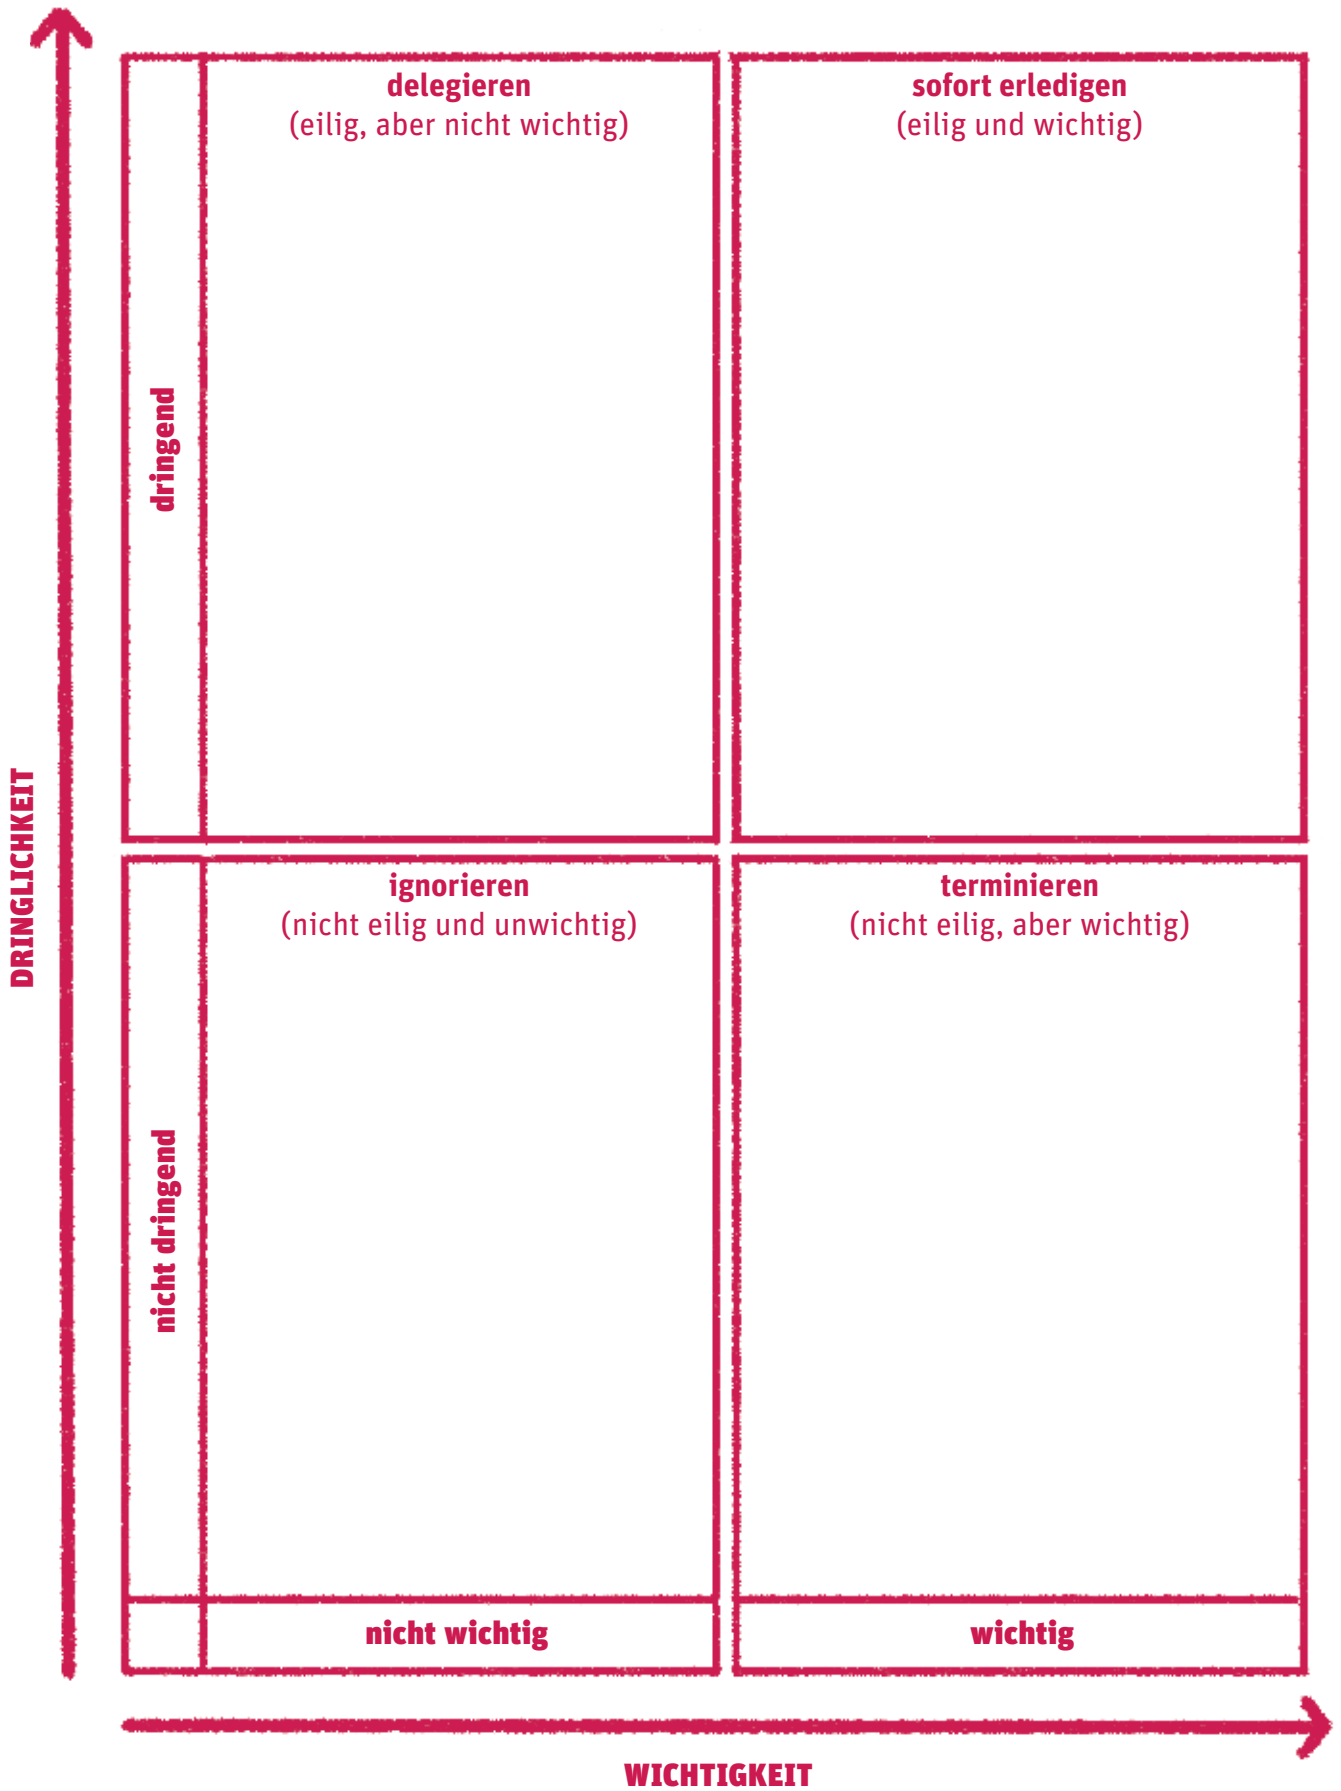 delegieren
(eilig, aber nicht wichtig)
sofort erledigen
(eilig und wichtig)
dringend
DRINGLICHKEIT
ignorieren
(nicht eilig und unwichtig)
terminieren
(nicht eilig, aber wichtig)
nicht dringend
nicht wichtig
wichtig
WICHTIGKEIT